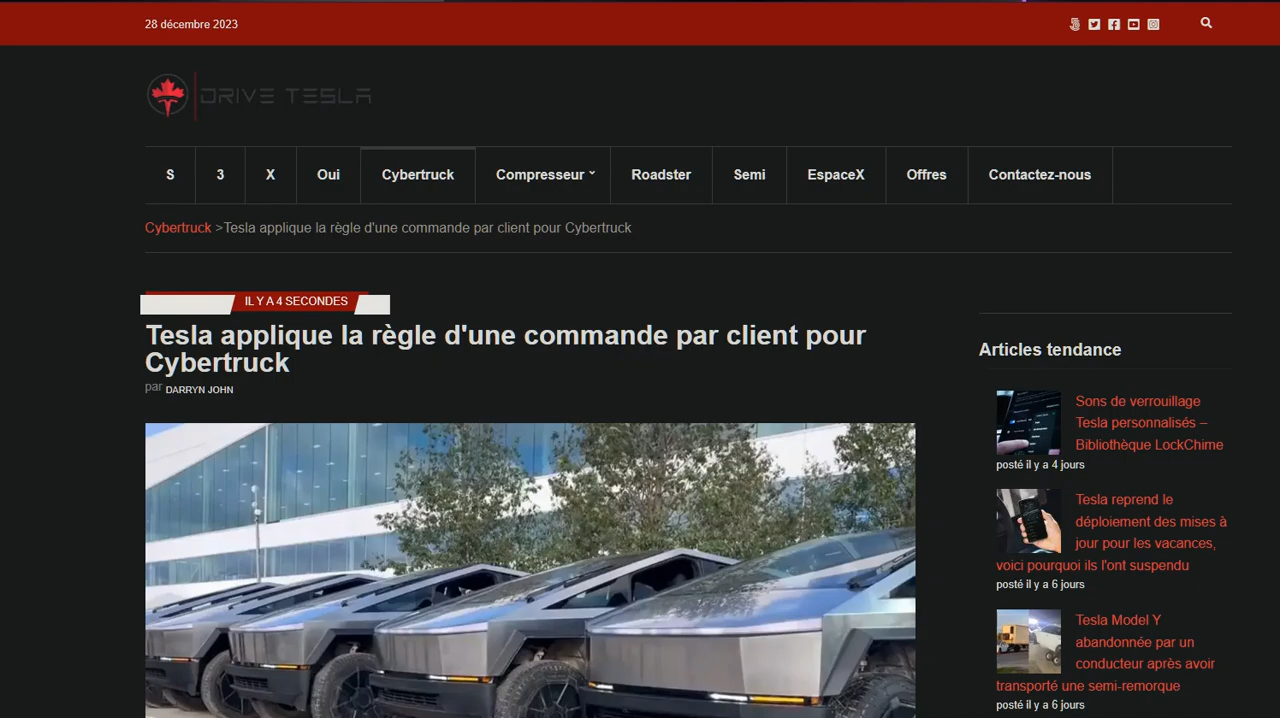 28 décembre 2023
DRIVE TESLA
S
3
X
Oui
Cybertruck
Compresseur
Roadster
Semi
EspaceX
Offres
Contactez-nous
Cybertruck >Tesla applique la règle d'une commande par client pour Cybertruck
IL Y A 4 SECONDES
Tesla applique la règle d'une commande par client pour
Cybertruck
par DARRYN JOHN
Articles tendance
Sons de verrouillage
Tesla personnalisés –
Bibliothèque LockChime
posté il y a 4 jours
Tesla reprend le
déploiement des mises à
jour pour les vacances,
voici pourquoi ils l'ont suspendu
posté il y a 6 jours
Tesla Model Y
abandonnée par un
conducteur après avoir
transporté une semi-remorque
posté il y a 6 jours